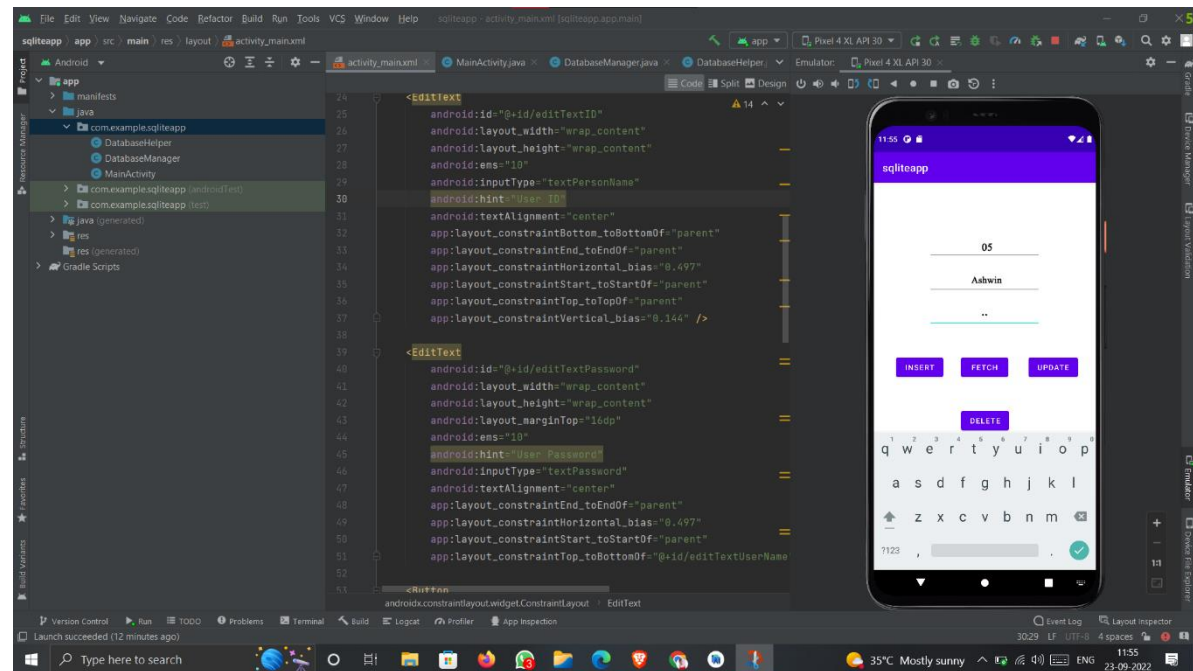 File Edit View Navigate Code Refactor Build Run Tools VCS Window Help sqliteapp - activity_main.xml [sqliteapp.app.main]
sqliteapp app src main res layout activity_main.xml app Pixel 4 XL API 30
Android activity_main.xml MainActivity.java DatabaseManager.java DatabaseHelper.j Emulator: Pixel 4 XL API 30
Code Split Design
14
app
manifests
java
com.example.sqliteapp
DatabaseHelper
DatabaseManager
MainActivity
com.example.sqliteapp (androidTest)
com.example.sqliteapp (test)
java (generated)
res
res (generated)
Gradle Scripts
Project
Resource Manager
Structure
Favorites
Build Variants
24 <EditText
25 android:id="@+id/editTextID"
26 android:layout_width="wrap_content"
27 android:layout_height="wrap_content"
28 android:ems="10"
29 android:inputType="textPersonName"
30 android:hint="User ID"
31 android:textAlignment="center"
32 app:layout_constraintBottom_toBottomOf="parent"
33 app:layout_constraintEnd_toEndOf="parent"
34 app:layout_constraintHorizontal_bias="0.497"
35 app:layout_constraintStart_toStartOf="parent"
36 app:layout_constraintTop_toTopOf="parent"
37 app:layout_constraintVertical_bias="0.144" />
38
39 <EditText
40 android:id="@+id/editTextPassword"
41 android:layout_width="wrap_content"
42 android:layout_height="wrap_content"
43 android:layout_marginTop="16dp"
44 android:ems="10"
45 android:hint="User Password"
46 android:inputType="textPassword"
47 android:textAlignment="center"
48 app:layout_constraintEnd_toEndOf="parent"
49 app:layout_constraintHorizontal_bias="0.497"
50 app:layout_constraintStart_toStartOf="parent"
51 app:layout_constraintTop_toBottomOf="@+id/editTextUserName
52
53 <Button
androidx.constraintlayout.widget.ConstraintLayout EditText
11:55
sqliteapp
05
Ashwin
..
INSERT FETCH UPDATE
DELETE
1 2 3 4 5 6 7 8 9 0
q w e r t y u i o p
a s d f g h j k l
z x c v b n m
?123 , .
1:1
Gradle
Device Manager
Layout Validation
Emulator
Device File Explorer
Version Control Run TODO Problems Terminal Build Logcat Profiler App Inspection Event Log Layout Inspector
Launch succeeded (12 minutes ago) 30:29 LF UTF-8 4 spaces
Type here to search 35°C Mostly sunny ENG 11:55
23-09-2022